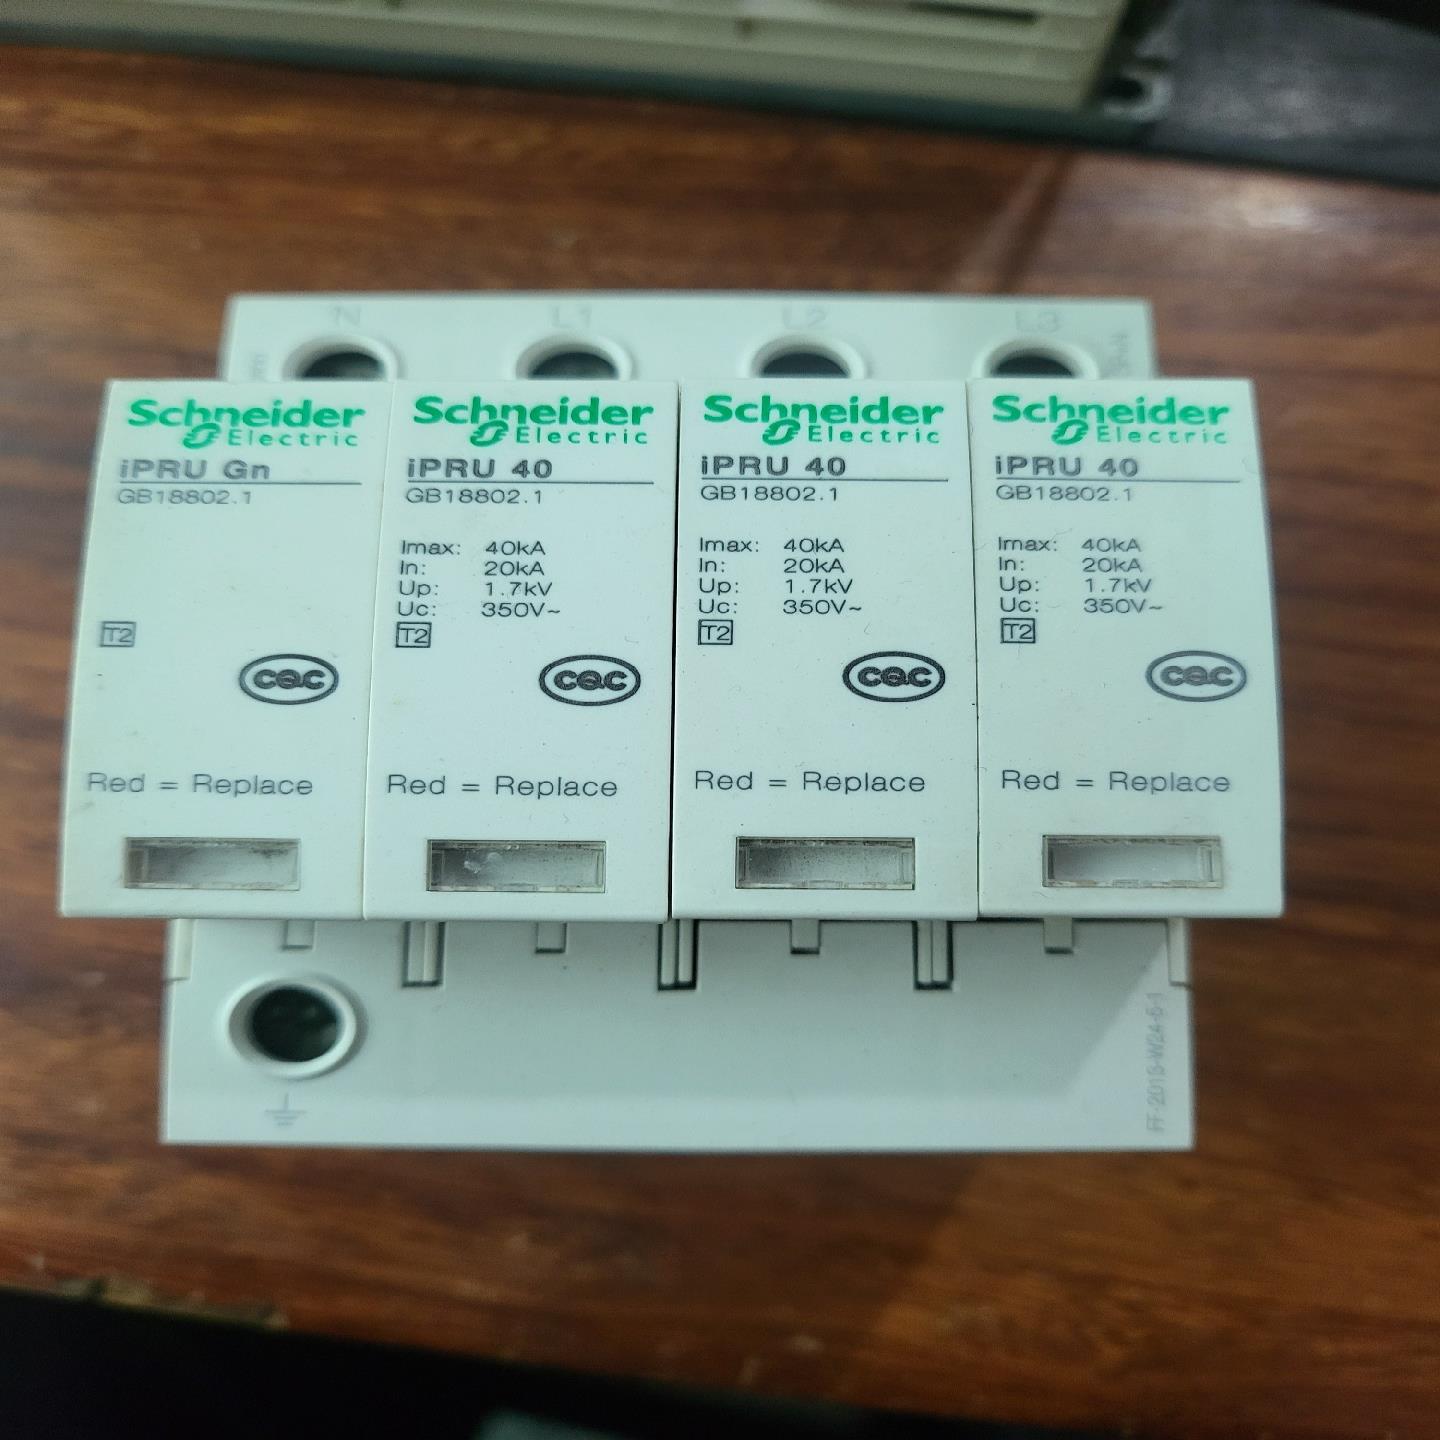 N
L1
L2
L3
Schneider
Electric
iPRU Gn
GB18802.1
T2
cqc
Red = Replace
Schneider
Electric
iPRU 40
GB18802.1
Imax: 40kA
In: 20kA
Up: 1.7kV
Uc: 350V~
T2
cqc
Red = Replace
Schneider
Electric
iPRU 40
GB18802.1
Imax: 40kA
In: 20kA
Up: 1.7kV
Uc: 350V~
T2
cqc
Red = Replace
Schneider
Electric
iPRU 40
GB18802.1
Imax: 40kA
In: 20kA
Up: 1.7kV
Uc: 350V~
T2
cqc
Red = Replace